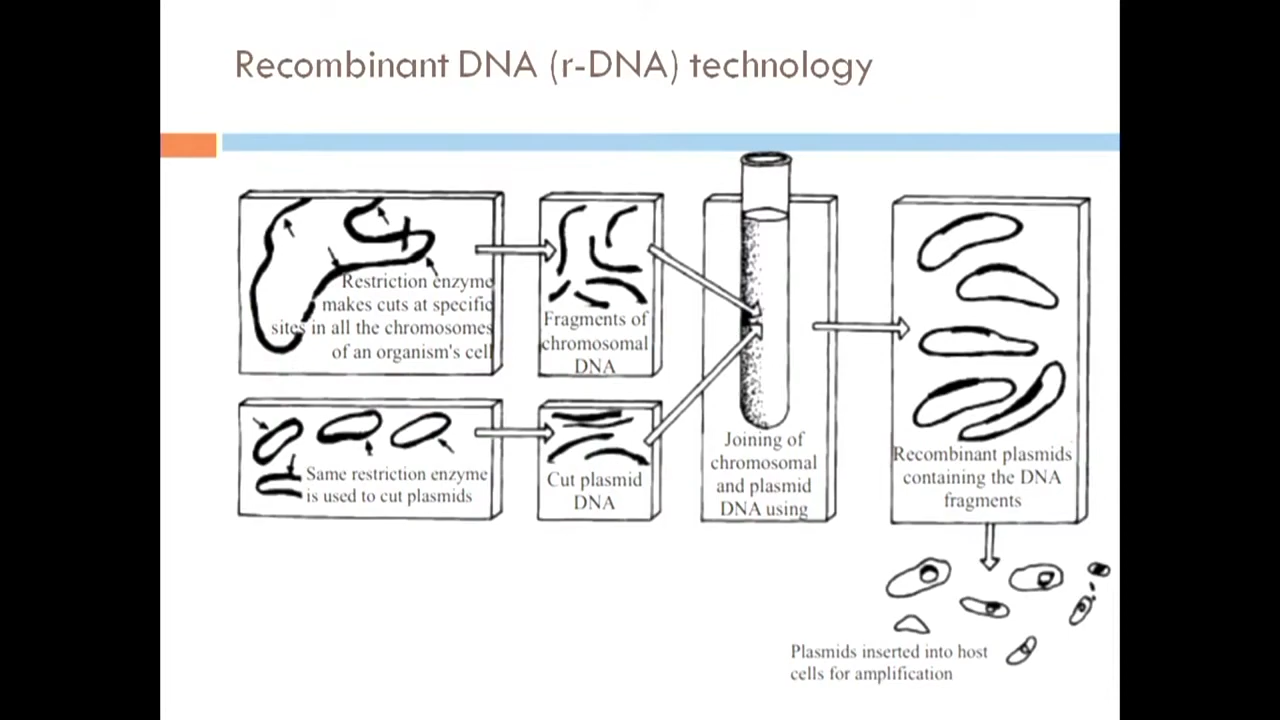 Recombinant DNA (r-DNA) technology
Restriction enzyme
makes cuts at specific
sites in all the chromosomes
of an organism's cell
Fragments of
chromosomal
DNA
Same restriction enzyme
is used to cut plasmids
Cut plasmid
DNA
Joining of
chromosomal
and plasmid
DNA using
Recombinant plasmids
containing the DNA
fragments
Plasmids inserted into host
cells for amplification